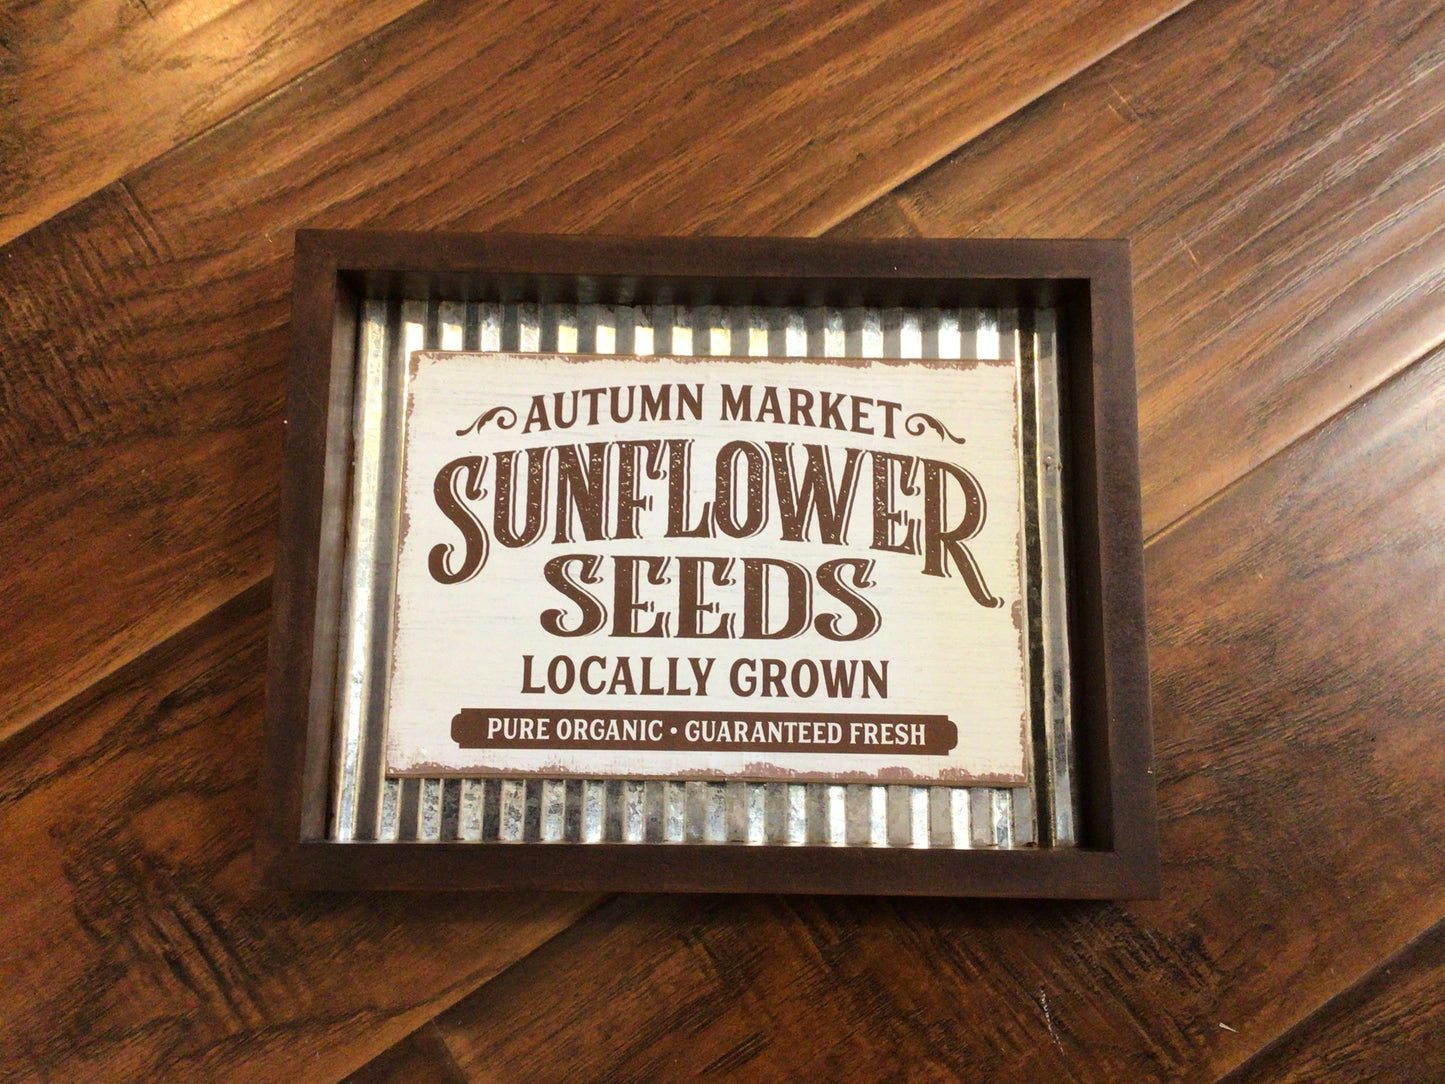 AUTUMN MARKET
SUNFLOWER
SEEDS
LOCALLY GROWN
PURE ORGANIC • GUARANTEED FRESH